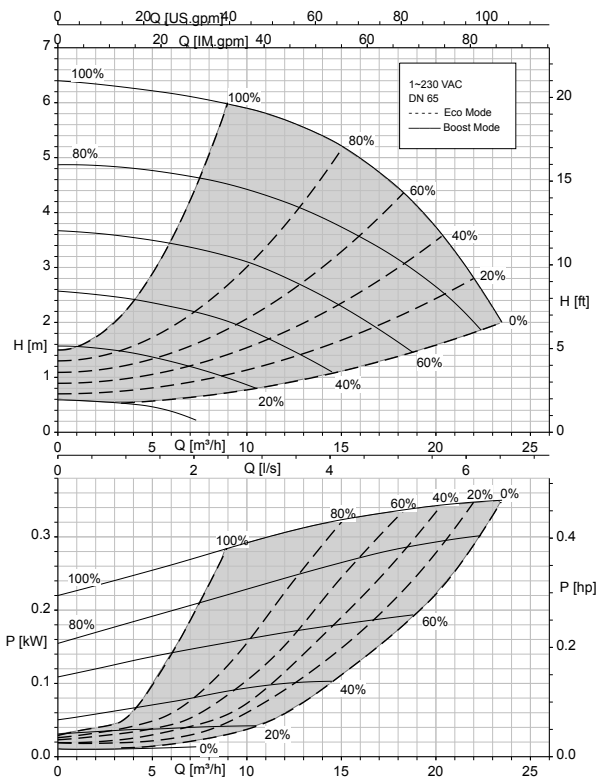 0 20 Q [US.gpm] 40 60 80 100
0 20 Q [IM.gpm] 40 60 80
7
6
5
4
3
2
H [m]
1
0
20
15
10
H [ft]
5
0
100%
100%
80%
80%
60%
40%
20%
0%
60%
40%
20%
1~230 VAC
DN 65
Eco Mode
Boost Mode
0 5 10 15 20 25
Q [m³/h]
0 2 Q [l/s] 4 6
0.3
0.2
P [kW]
0.1
0.0
0.4
P [hp]
0.2
0.0
100%
80%
60%
40%
20%
0%
100%
80%
60%
40%
20%
0%
0 5 10 15 20 25
Q [m³/h]